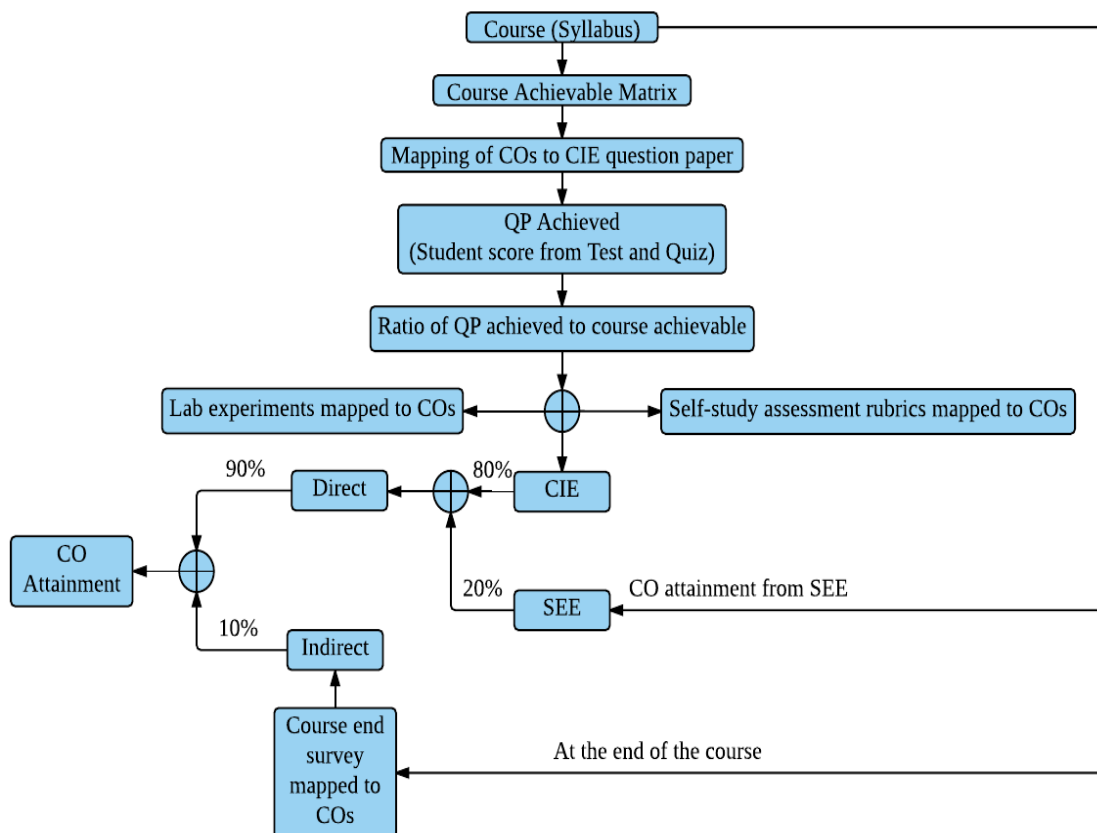 Course (Syllabus)
Course Achievable Matrix
Mapping of COs to CIE question paper
QP Achieved
(Student score from Test and Quiz)
Ratio of QP achieved to course achievable
Lab experiments mapped to COs
Self-study assessment rubrics mapped to COs
90%
Direct
80%
CIE
CO
Attainment
20%
SEE
CO attainment from SEE
10%
Indirect
Course end
survey
mapped to
COs
At the end of the course